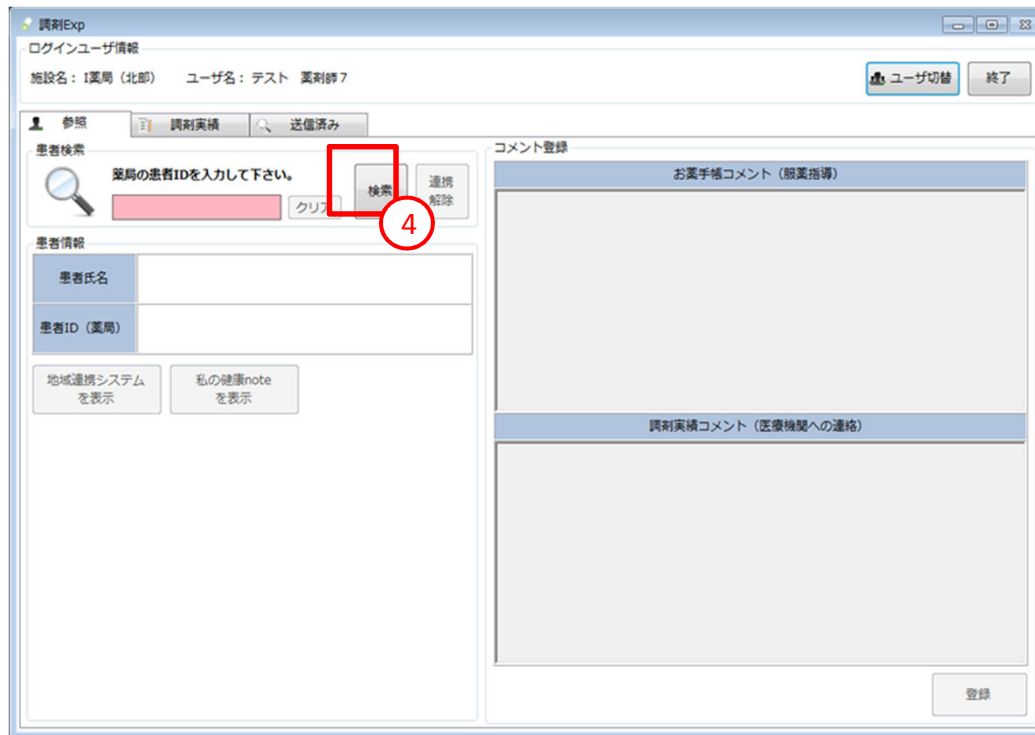 調剤Exp
ログインユーザ情報
施設名：I薬局（北部） ユーザ名：テスト 薬剤師７
ユーザ切替
終了
参照
調剤実績
送信済み
患者検索
薬局の患者IDを入力して下さい。
クリア
検索
連携
解除
4
患者情報
患者氏名
患者ID（薬局）
地域連携システム
を表示
私の健康note
を表示
コメント登録
お薬手帳コメント（服薬指導）
調剤実績コメント（医療機関への連絡）
登録